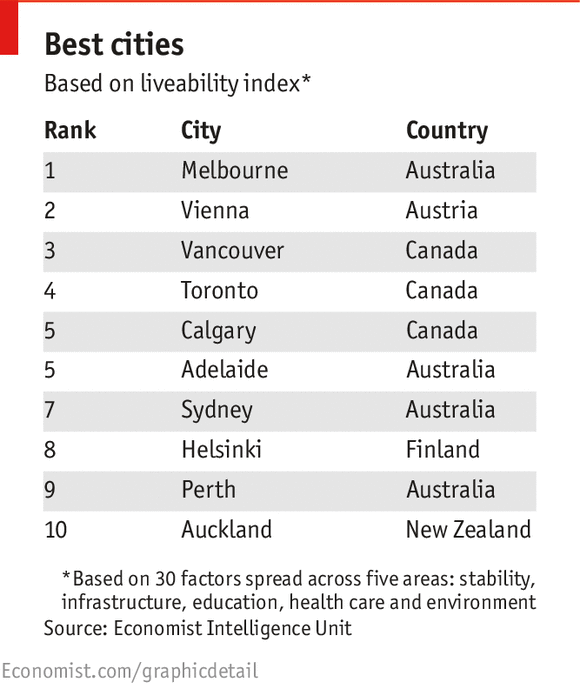 Best cities
Based on liveability index*
Rank City Country
1 Melbourne Australia
2 Vienna Austria
3 Vancouver Canada
4 Toronto Canada
5 Calgary Canada
5 Adelaide Australia
7 Sydney Australia
8 Helsinki Finland
9 Perth Australia
10 Auckland New Zealand
*Based on 30 factors spread across five areas: stability,
infrastructure, education, health care and environment
Source: Economist Intelligence Unit
Economist.com/graphicdetail